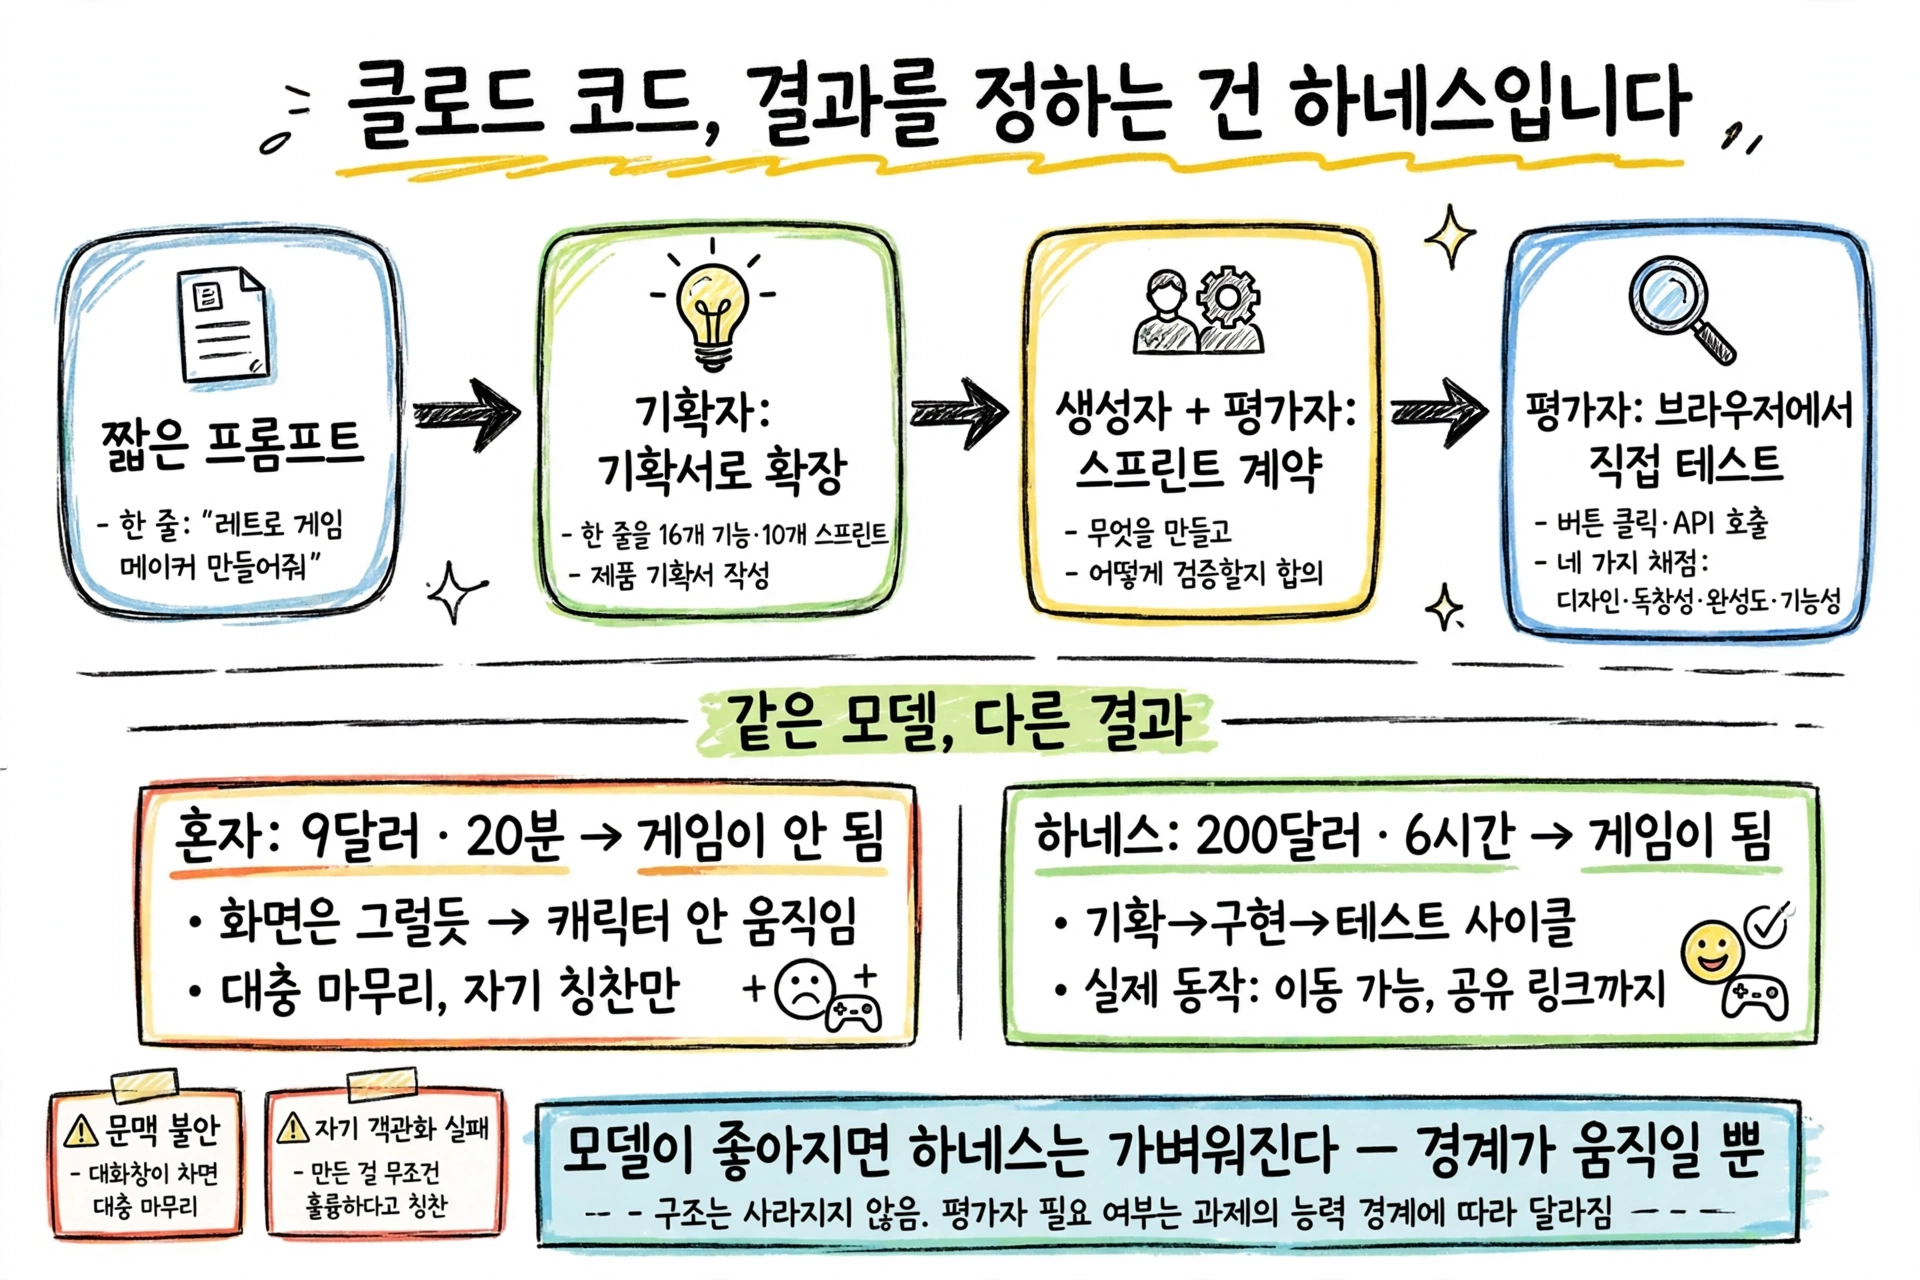 클로드 코드, 결과를 정하는 건 하네스입니다
짧은 프롬프트
- 한 줄: “레트로 게임
메이커 만들어줘”
기획자:
기획서로 확장
- 한 줄을 16개 기능·10개 스프린트
- 제품 기획서 작성
생성자 + 평가자:
스프린트 계약
- 무엇을 만들고
- 어떻게 검증할지 합의
평가자: 브라우저에서
직접 테스트
- 버튼 클릭·API 호출
- 네 가지 채점:
디자인·독창성·완성도·기능성
같은 모델, 다른 결과
혼자: 9달러 · 20분 → 게임이 안 됨
• 화면은 그럴듯 → 캐릭터 안 움직임
• 대충 마무리, 자기 칭찬만
하네스: 200달러 · 6시간 → 게임이 됨
• 기획→구현→테스트 사이클
• 실제 동작: 이동 가능, 공유 링크까지
문맥 불안
- 대화창이 차면
대충 마무리
자기 객관화 실패
- 만든 걸 무조건
훌륭하다고 칭찬
모델이 좋아지면 하네스는 가벼워진다 — 경계가 움직일 뿐
구조는 사라지지 않음. 평가자 필요 여부는 과제의 능력 경계에 따라 달라짐